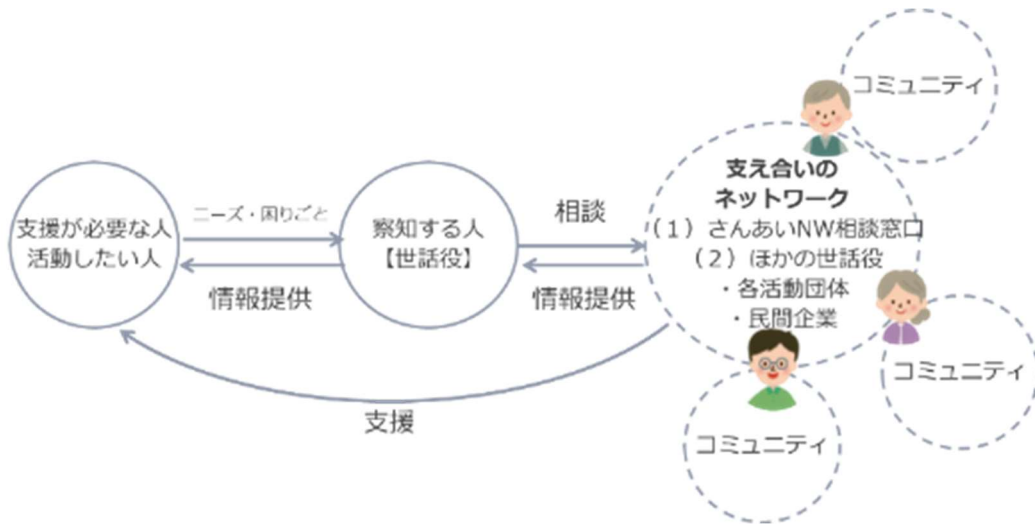 支援が必要な人
活動したい人
ニーズ・困りごと
情報提供
察知する人
【世話役】
相談
情報提供
支え合いの
ネットワーク
（１）さんあいNW相談窓口
（２）ほかの世話役
・各活動団体
・民間企業
コミュニティ
コミュニティ
コミュニティ
支援